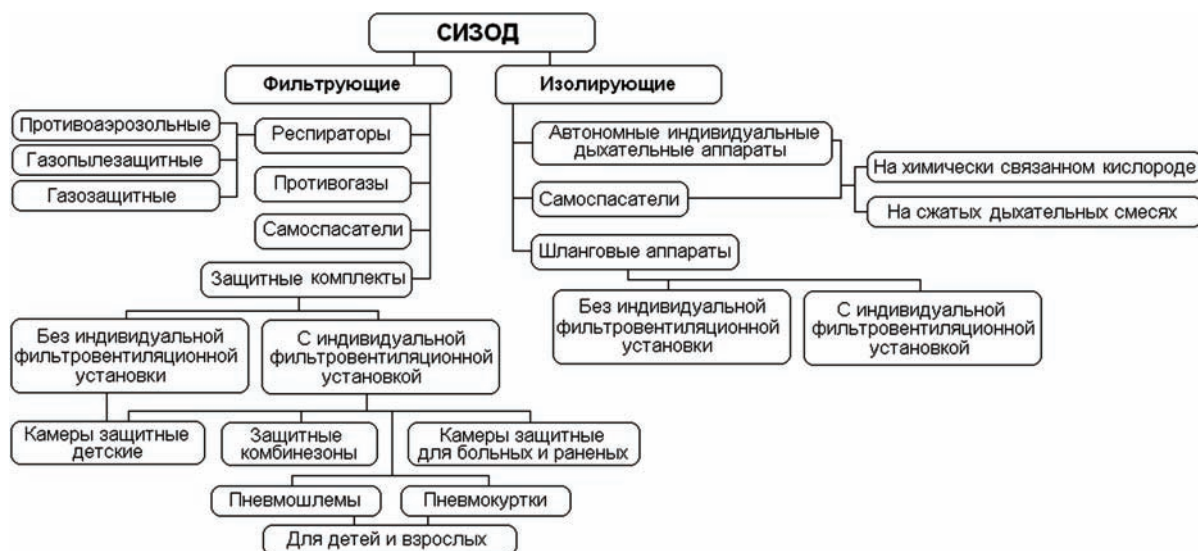 СИЗОД
Фильтрующие
Изолирующие
Противоаэрозольные
Газопылезащитные
Газозащитные
Респираторы
Противогазы
Самоспасатели
Защитные комплекты
Автономные индивидуальные
дыхательные аппараты
Самоспасатели
Шланговые аппараты
На химически связанном кислороде
На сжатых дыхательных смесях
Без индивидуальной
фильтровентиляционной
установки
С индивидуальной
фильтровентиляционной
установкой
Без индивидуальной
фильтровентиляционной
установки
С индивидуальной
фильтровентиляционной
установкой
Камеры защитные
детские
Защитные
комбинезоны
Камеры защитные
для больных и раненых
Пневмошлемы
Пневмокуртки
Для детей и взрослых